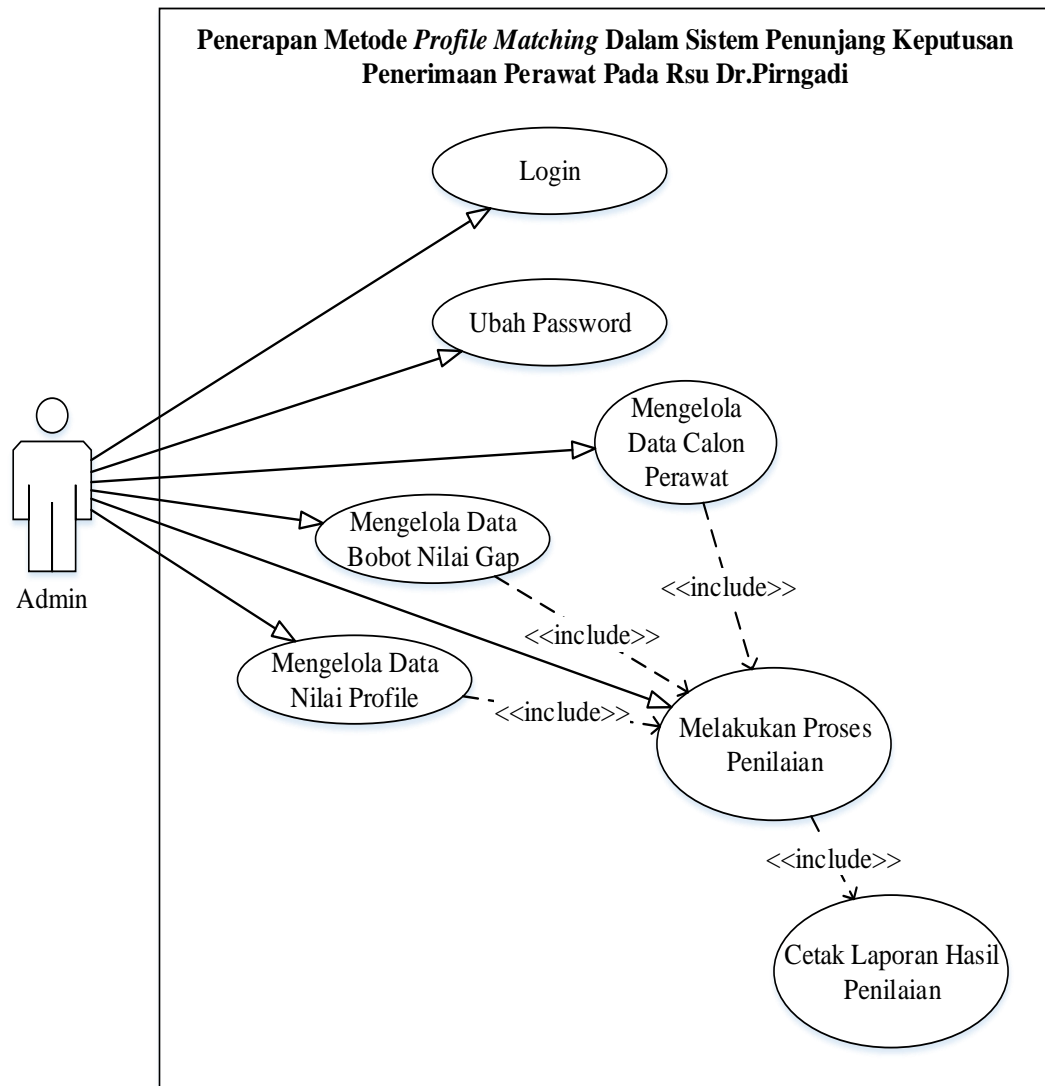 Penerapan Metode Profile Matching Dalam Sistem Penunjang Keputusan
Penerimaan Perawat Pada Rsu Dr.Pirngadi
Login
Ubah Password
Mengelola
Data Calon
Perawat
Mengelola Data
Bobot Nilai Gap
<<include>>
Admin
<<include>>
Mengelola Data
Nilai Profile
<<include>>
Melakukan Proses
Penilaian
<<include>>
Cetak Laporan Hasil
Penilaian